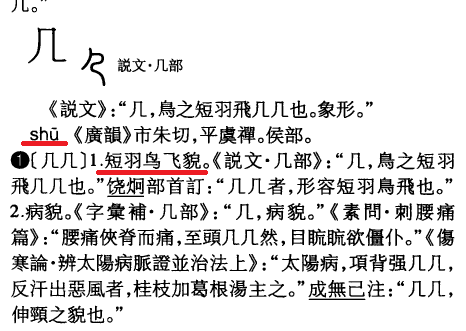 几。”
几 説文·几部
《説文》：“几，鳥之短羽飛几几也。象形。”
shū 《廣韻》市朱切，平虞禪。侯部。
❶〔几几〕1.短羽鸟飞貌。《説文·几部》：“几，鳥之短羽
飛几几也。”饶炯部首訂：“几几者，形容短羽鳥飛也。”
2.病貌。《字彙補·几部》：“几，病貌。”《素問·刺腰痛
篇》：“腰痛俠脊而痛，至頭几几然，目䀮䀮欲僵仆。”《傷
寒論·辨太陽病脈證並治法上》：“太陽病，項背强几几，
反汗出惡風者，桂枝加葛根湯主之。”成無己注：“几几，
伸頸之貌也。”